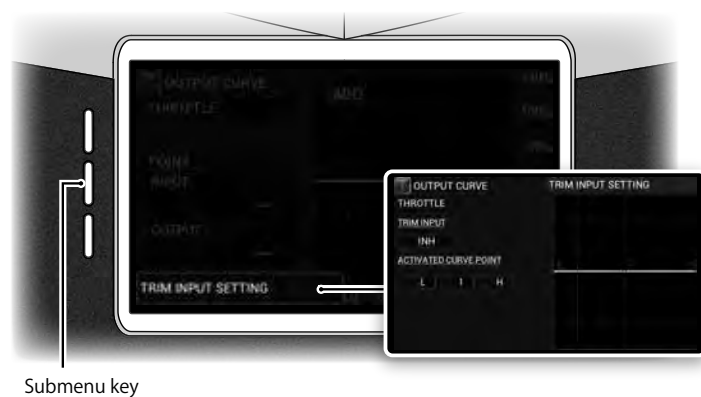 OUTPUT CURVE
THROTTLE
ADD
POINT
INPUT
OUTPUT
TRIM INPUT SETTING
OUTPUT CURVE
TRIM INPUT SETTING
THROTTLE
TRIM INPUT
INH
ACTIVATED CURVE POINT
L 1 H
Submenu key